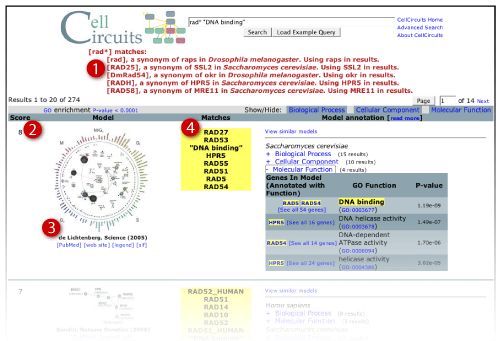 Cell Circuits
rad* "DNA binding"
Search
Load Example Query
CellCircuits Home
Advanced Search
About CellCircuits
[rad*] matches:
[rad], a synonym of raps in Drosophila melanogaster. Using raps in results.
[RAD25], a synonym of SSL2 in Saccharomyces cerevisiae. Using SSL2 in results.
[DmRad54], a synonym of okr in Drosophila melanogaster. Using okr in results.
[RADH], a synonym of HPR5 in Saccharomyces cerevisiae. Using HPR5 in results.
[RAD58], a synonym of MRE11 in Saccharomyces cerevisiae. Using MRE11 in results.
1
Results 1 to 20 of 274
Page 1 of 14 Next
GO enrichment P-value < 0.0001
Show/Hide: Biological Process Cellular Component Molecular Function
Score Model Matches Model annotation [read more]
8
2
M/G1
G1
S
G2
M
3
de Lichtenberg, Science (2005)
[PubMed] [web site] [legend] [sif]
4
RAD27
RAD53
"DNA binding"
HPR5
RAD55
RAD51
RAD5
RAD54
View similar models
Saccharomyces cerevisiae
+ Biological Process (15 results)
+ Cellular Component (10 results)
- Molecular Function (4 results)
Genes In Model (Annotated with Function) GO Function P-value
RAD5 RAD54 [See all 54 genes] DNA binding (GO:0003677) 1.19e-09
HPR5 [See all 16 genes] DNA helicase activity (GO:0003678) 1.49e-07
RAD54 [See all 14 genes] DNA-dependent ATPase activity (GO:0008094) 1.70e-06
HPR5 [See all 24 genes] helicase activity (GO:0004386) 3.82e-05
7
RAD52_HUMAN
RAD51
RAD14
RAD10
RAD52
View similar models
Homo sapiens
+ Biological Process (9 results)